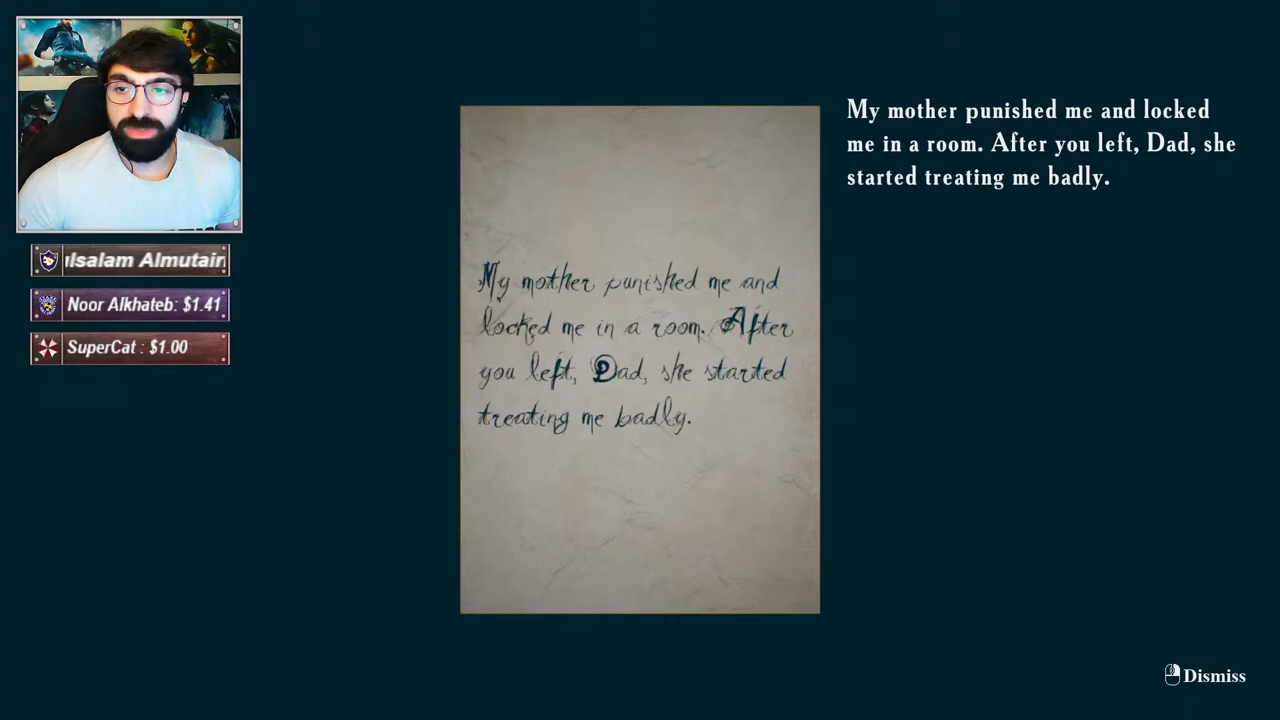 lsalam Almutair
Noor Alkhateb: $1.41
SuperCat : $1.00
My mother punished me and
locked me in a room. After
you left, Dad, she started
treating me badly.
My mother punished me and locked
me in a room. After you left, Dad, she
started treating me badly.
Dismiss